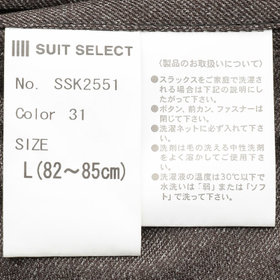 SUIT SELECT
No. SSK2551
Color 31
SIZE
L(82〜85cm)
〈製品のお取扱いについて〉
●スラックスをご家庭で洗濯さ
れる場合は下記の説明にし
たがって下さい。
●ボタン、前カン、ファスナーは
閉じて下さい。
●洗濯ネットに必ず入れて下さ
い。
●洗剤は毛の洗える中性洗剤
をよく溶かしてご使用下さ
い。
●洗濯液の温度は30℃以下で
水洗いは「弱」または「ソフ
ト」で洗って下さい。